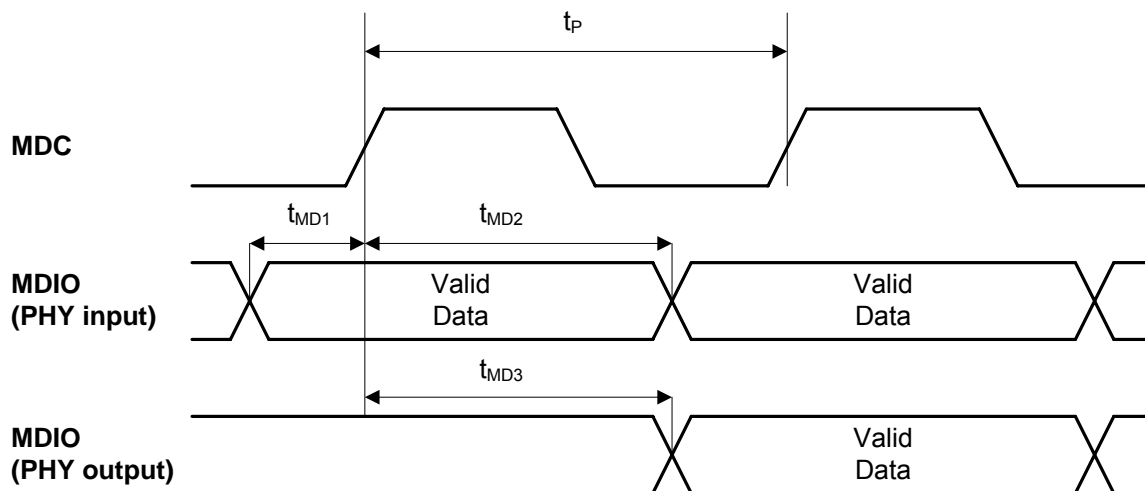 tP
MDC
tMD1
tMD2
MDIO
(PHY input)
Valid
Data
Valid
Data
tMD3
MDIO
(PHY output)
Valid
Data